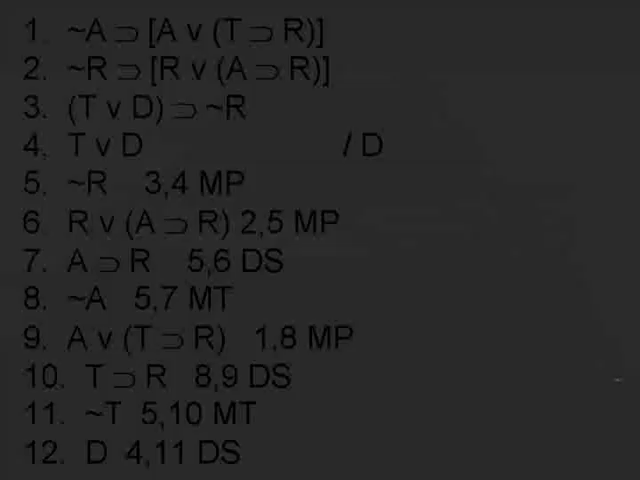 1. ~A ⊃ [A v (T ⊃ R)]
2. ~R ⊃ [R v (A ⊃ R)]
3. (T v D) ⊃ ~R
4. T v D / D
5. ~R 3,4 MP
6. R v (A ⊃ R) 2,5 MP
7. A ⊃ R 5,6 DS
8. ~A 5,7 MT
9. A v (T ⊃ R) 1,8 MP
10. T ⊃ R 8,9 DS
11. ~T 5,10 MT
12. D 4,11 DS